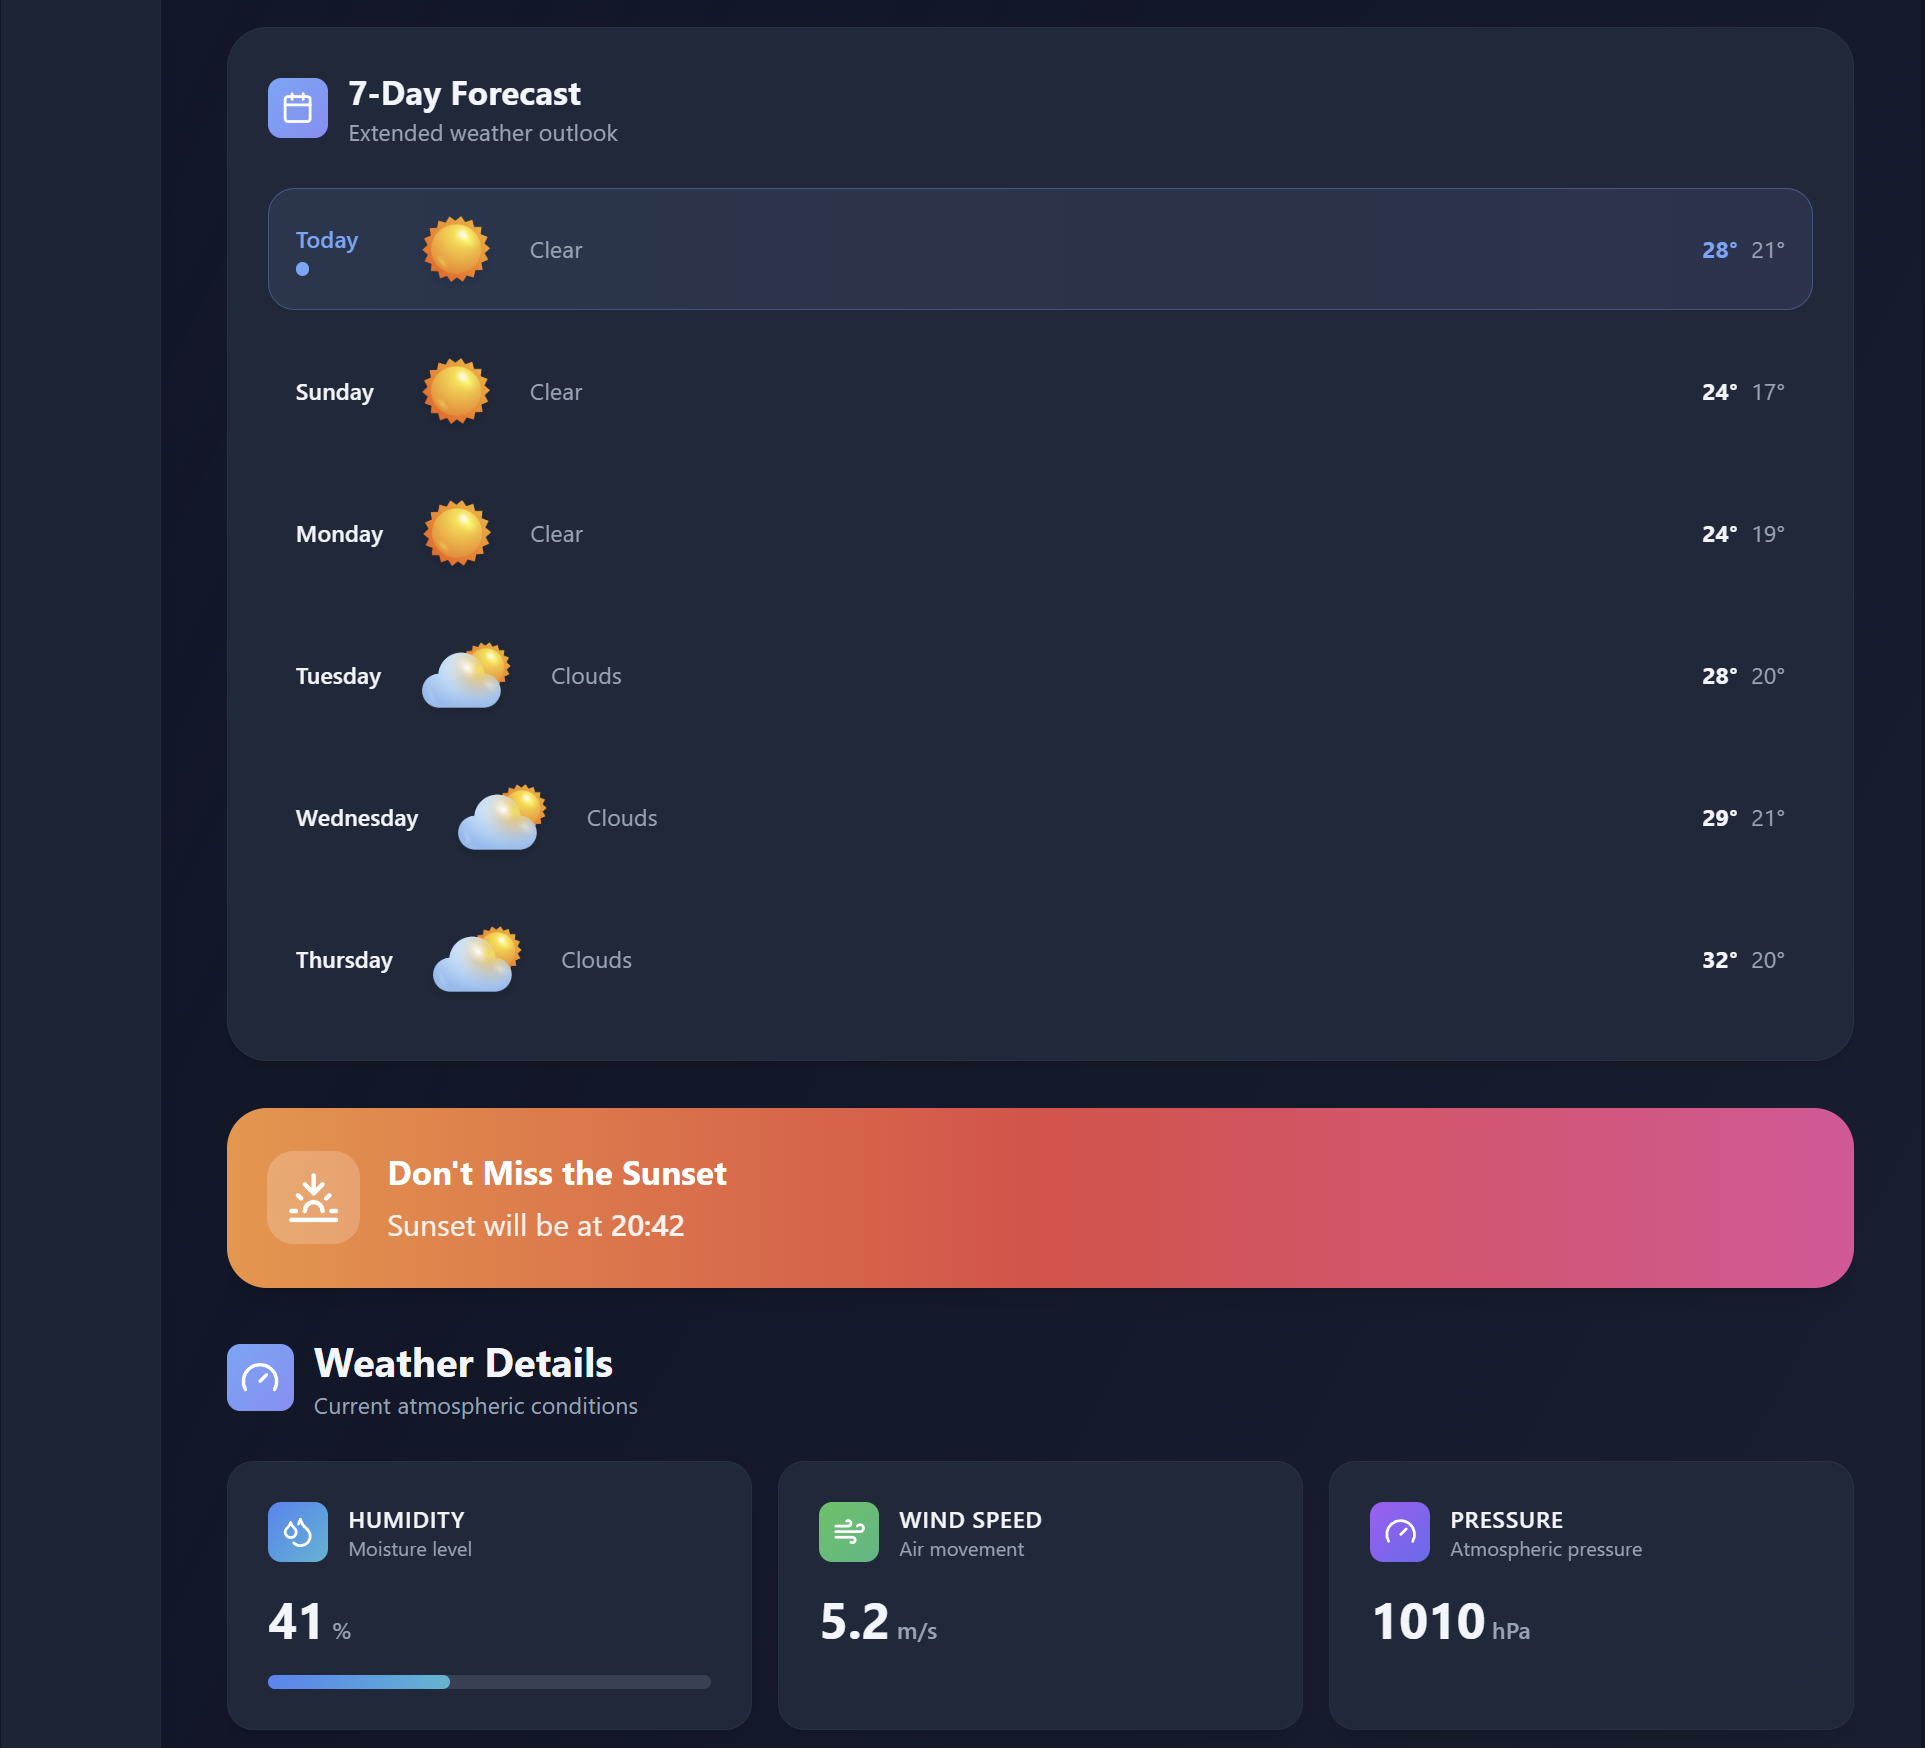 7-Day Forecast
Extended weather outlook
Today
Clear
28° 21°
Sunday
Clear
24° 17°
Monday
Clear
24° 19°
Tuesday
Clouds
28° 20°
Wednesday
Clouds
29° 21°
Thursday
Clouds
32° 20°
Don't Miss the Sunset
Sunset will be at 20:42
Weather Details
Current atmospheric conditions
HUMIDITY
Moisture level
41 %
WIND SPEED
Air movement
5.2 m/s
PRESSURE
Atmospheric pressure
1010 hPa